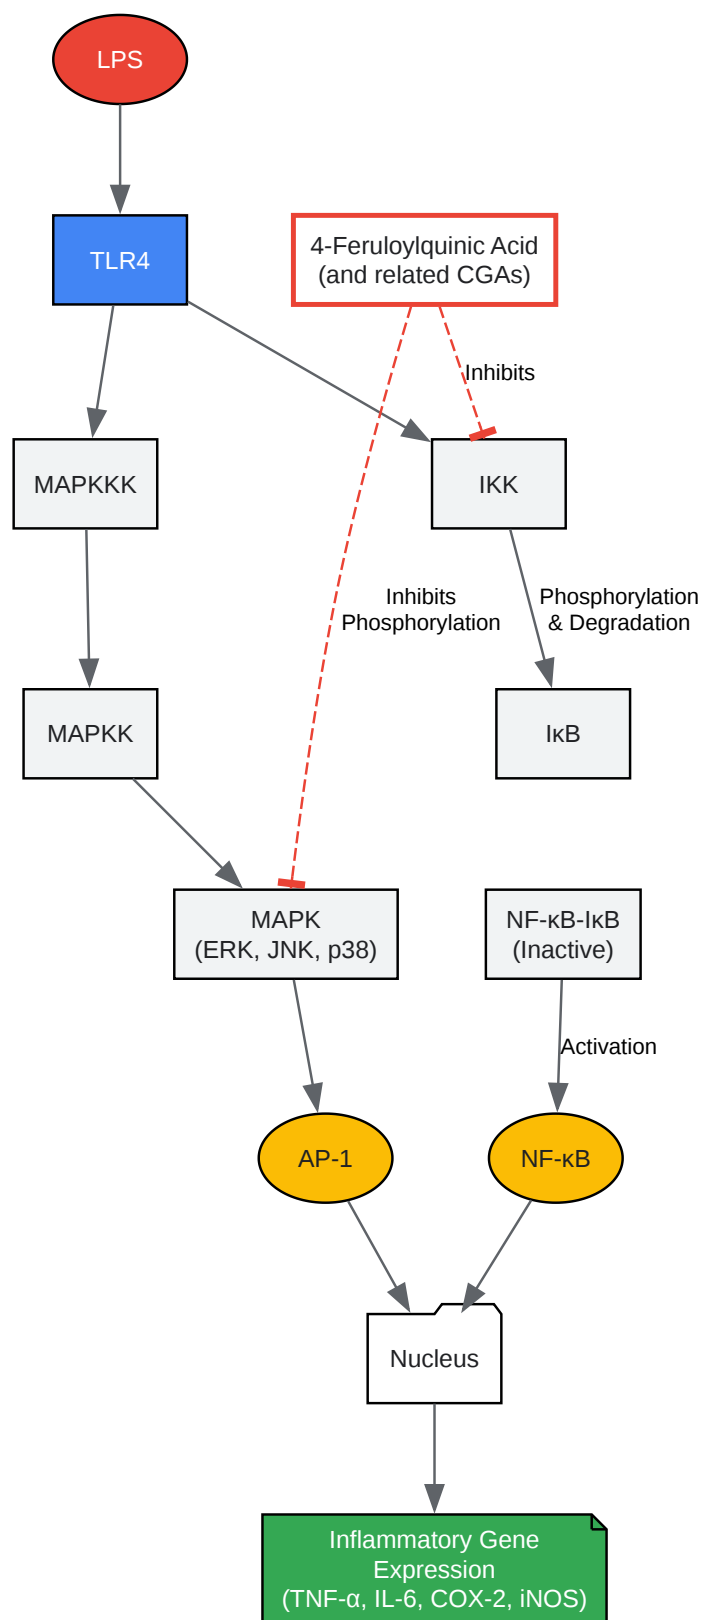 LPS
TLR4
4-Feruloylquinic Acid
(and related CGAs)
Inhibits
MAPKKK
IKK
Inhibits
Phosphorylation
Phosphorylation
& Degradation
MAPKK
IκB
MAPK
(ERK, JNK, p38)
NF-κB-IκB
(Inactive)
Activation
AP-1
NF-κB
Nucleus
Inflammatory Gene
Expression
(TNF-α, IL-6, COX-2, iNOS)